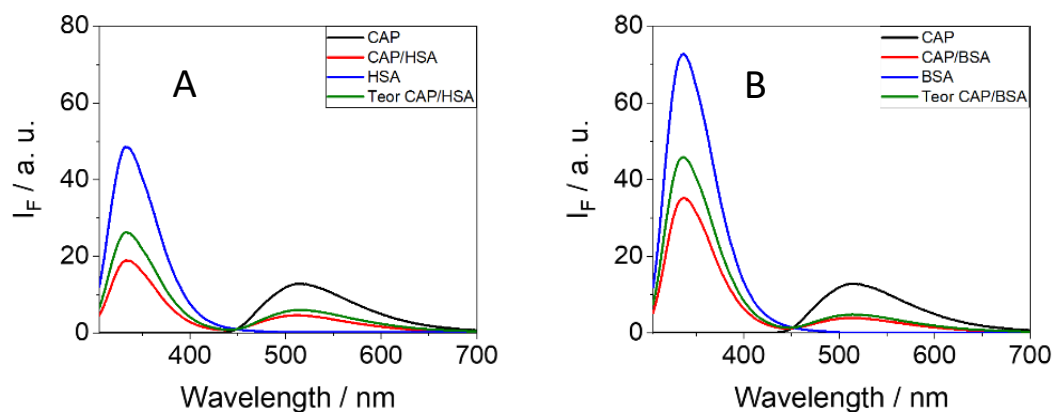 A
CAP
CAP/HSA
HSA
Teor CAP/HSA
I_F / a. u.
80
60
40
20
0
400
500
600
700
Wavelength / nm
B
CAP
CAP/BSA
BSA
Teor CAP/BSA
I_F / a. u.
80
60
40
20
0
400
500
600
700
Wavelength / nm